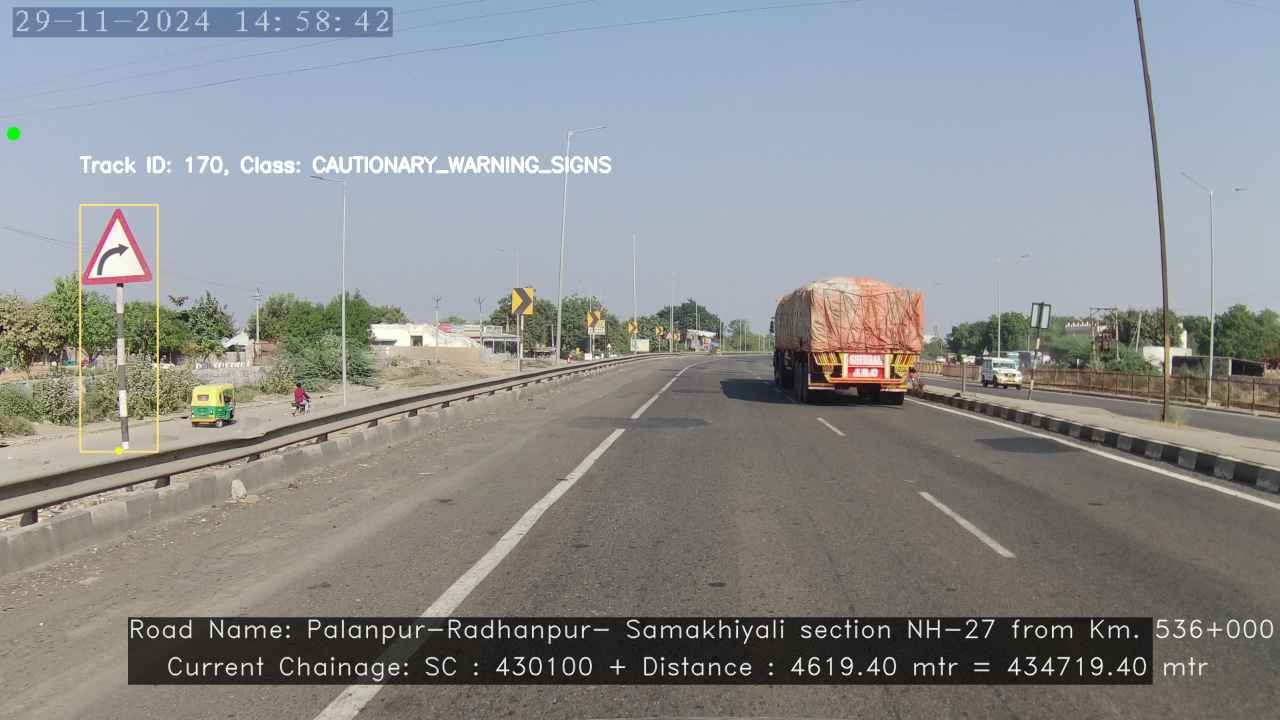 29-11-2024 14:58:42
Track ID: 170, Class: CAUTIONARY_WARNING_SIGNS
J.R.C
Road Name: Palanpur-Radhanpur- Samakhiyali section NH-27 from Km. 536+000
Current Chainage: SC : 430100 + Distance : 4619.40 mtr = 434719.40 mtr